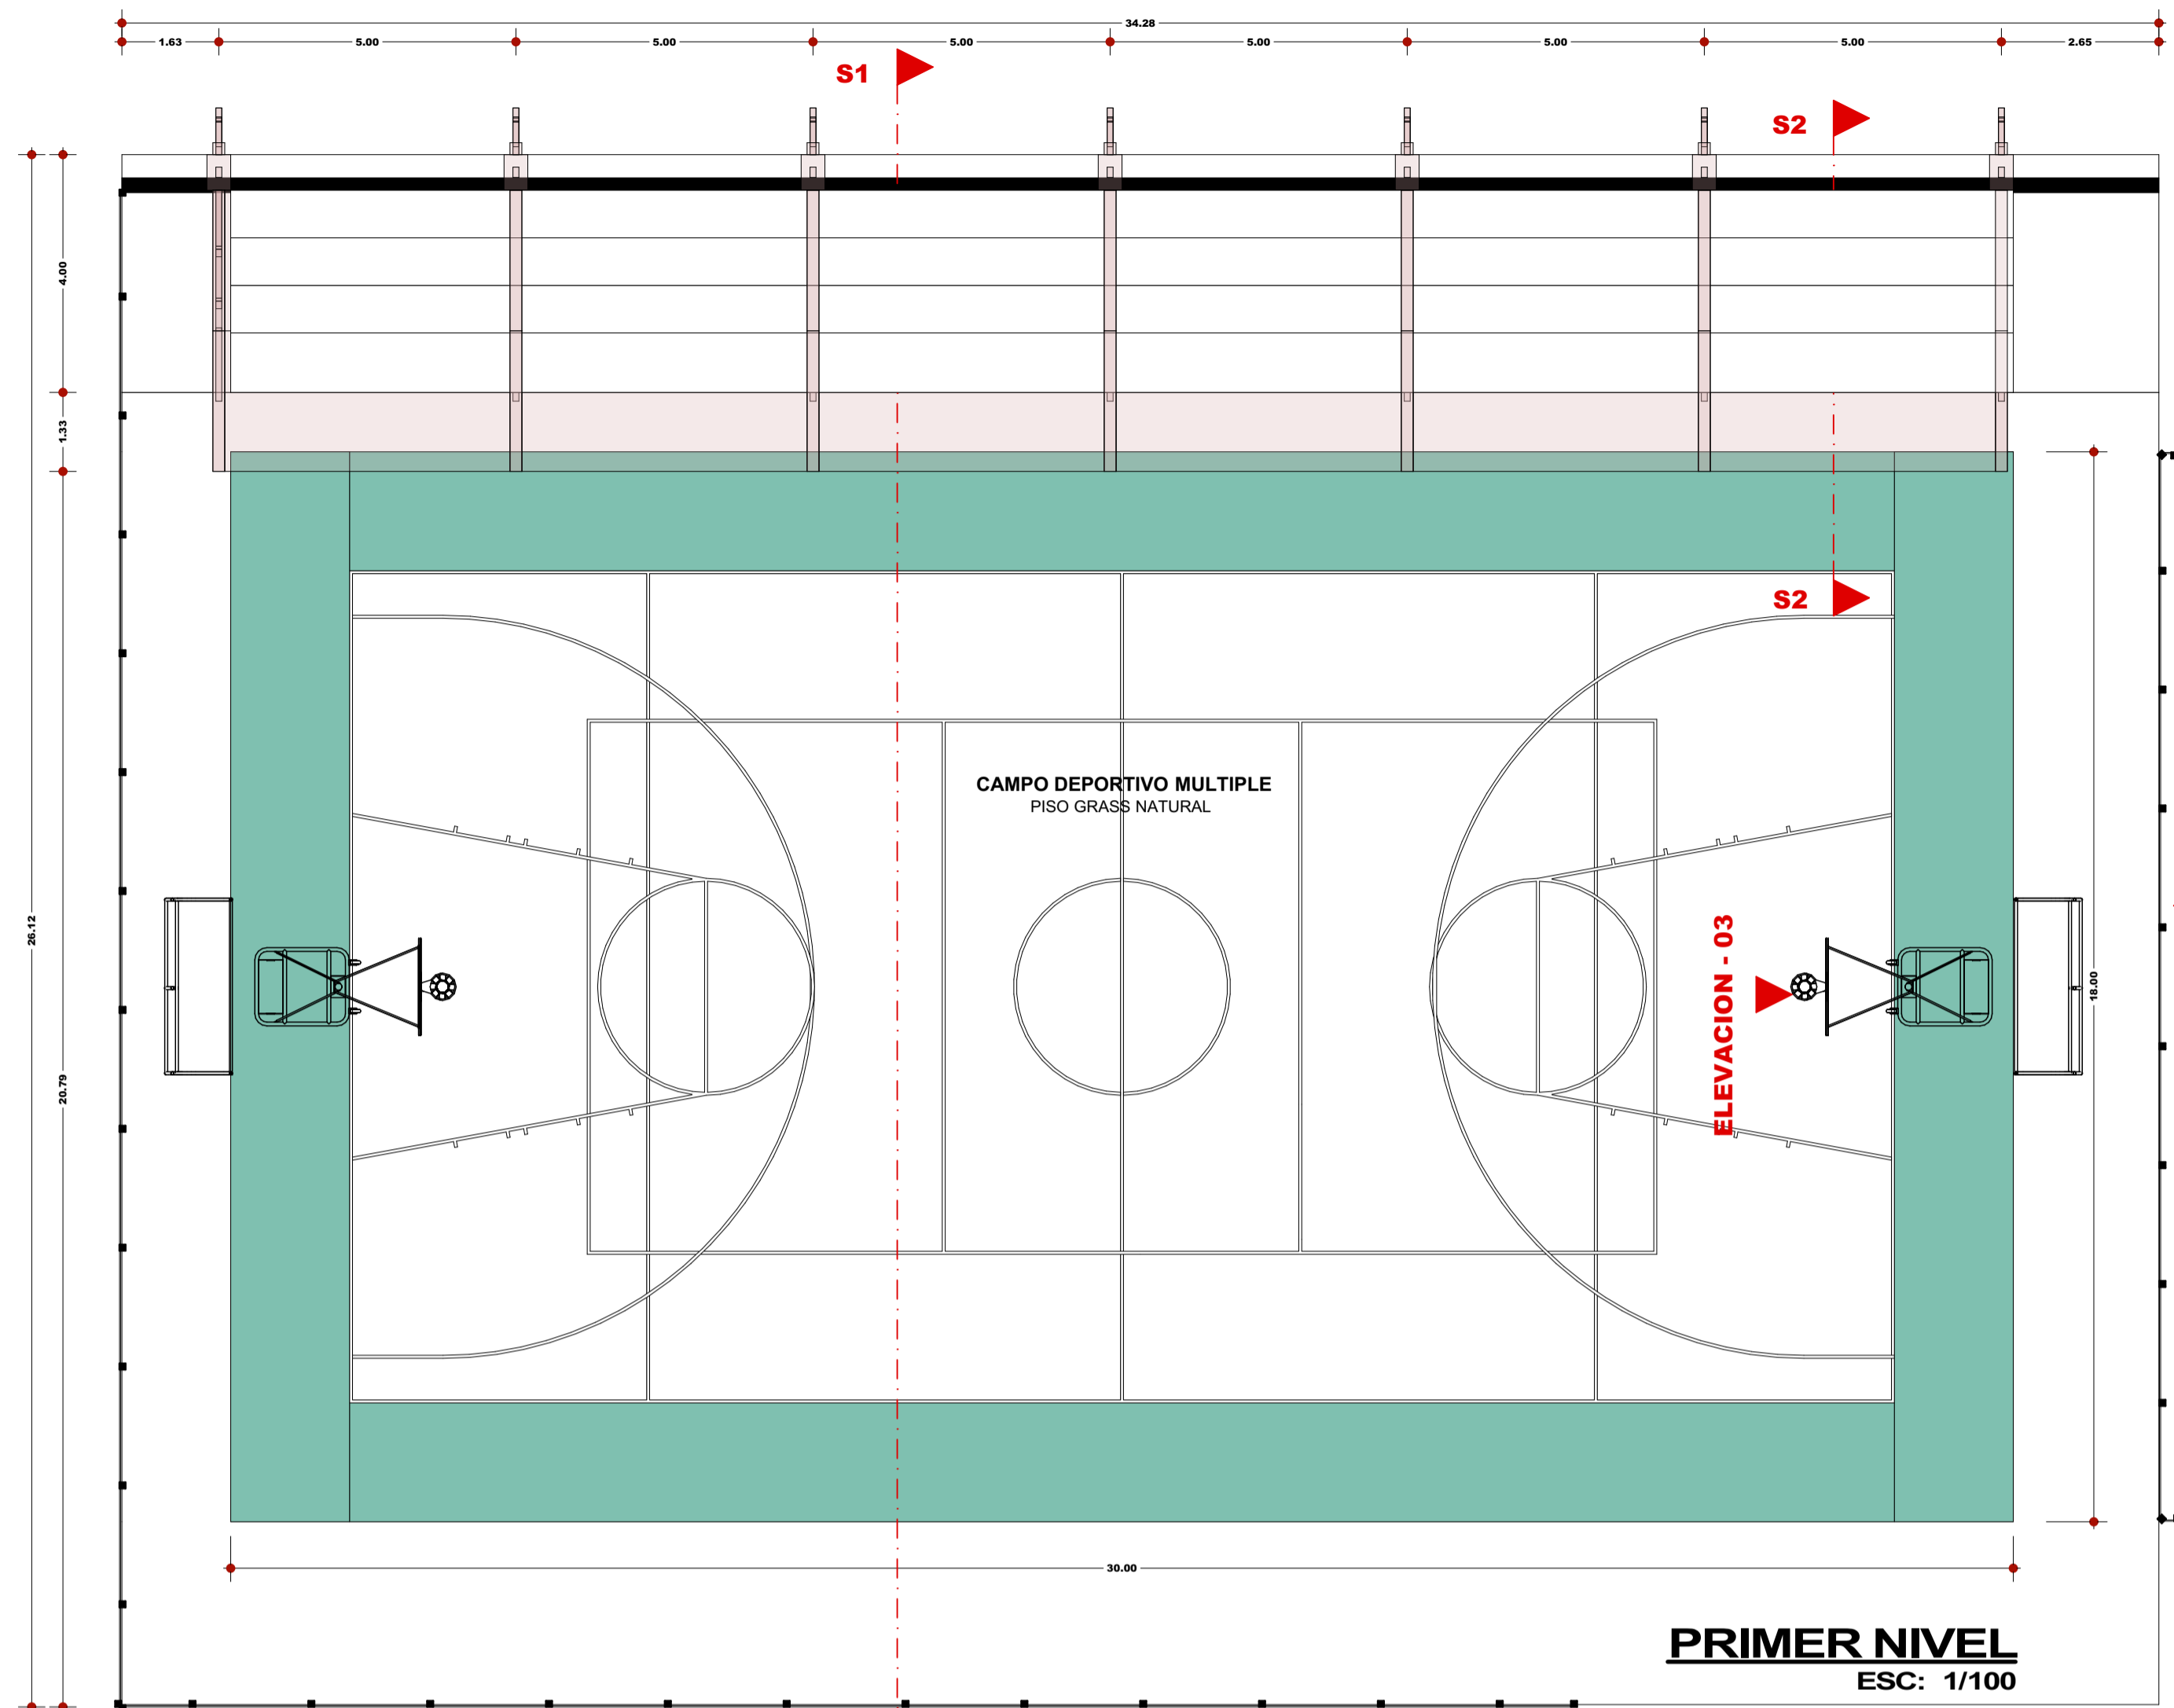 34.28
1.63 5.00 5.00 5.00 5.00 5.00 5.00 2.65
S1
S2
4.00
1.33
S2
CAMPO DEPORTIVO MULTIPLE
PISO GRASS NATURAL
26.12
ELEVACION - 03
18.00
20.79
30.00
PRIMER NIVEL
ESC: 1/100